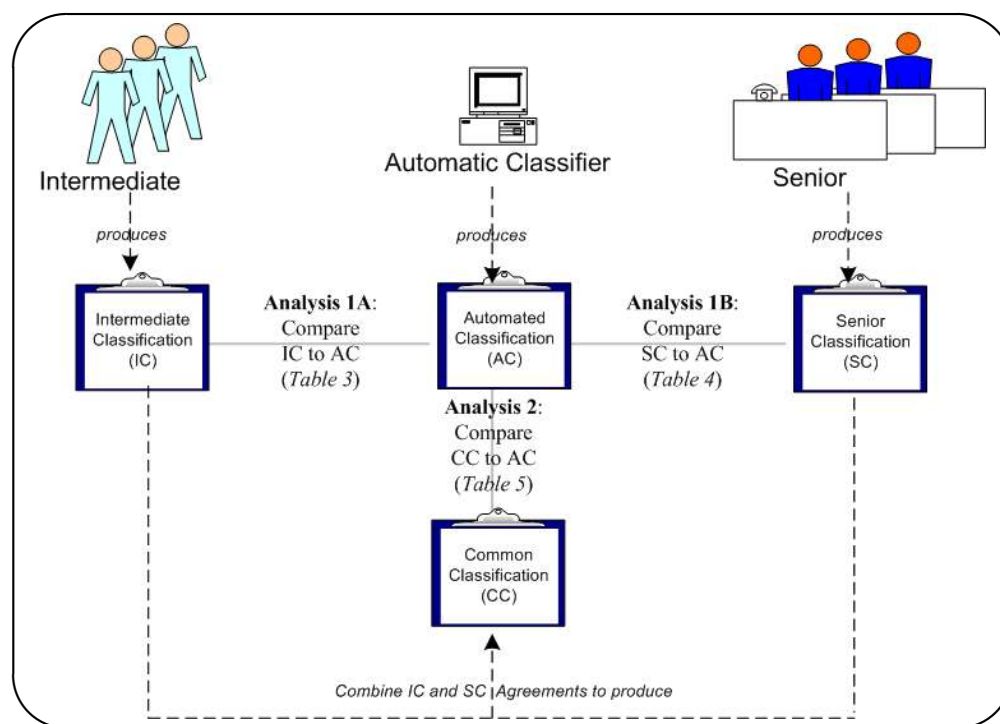 Intermediate
Automatic Classifier
Senior
produces
produces
produces
Intermediate
Classification
(IC)
Analysis 1A:
Compare
IC to AC
(Table 3)
Automated
Classification
(AC)
Analysis 1B:
Compare
SC to AC
(Table 4)
Senior
Classification
(SC)
Analysis 2:
Compare
CC to AC
(Table 5)
Common
Classification
(CC)
Combine IC and SC Agreements to produce